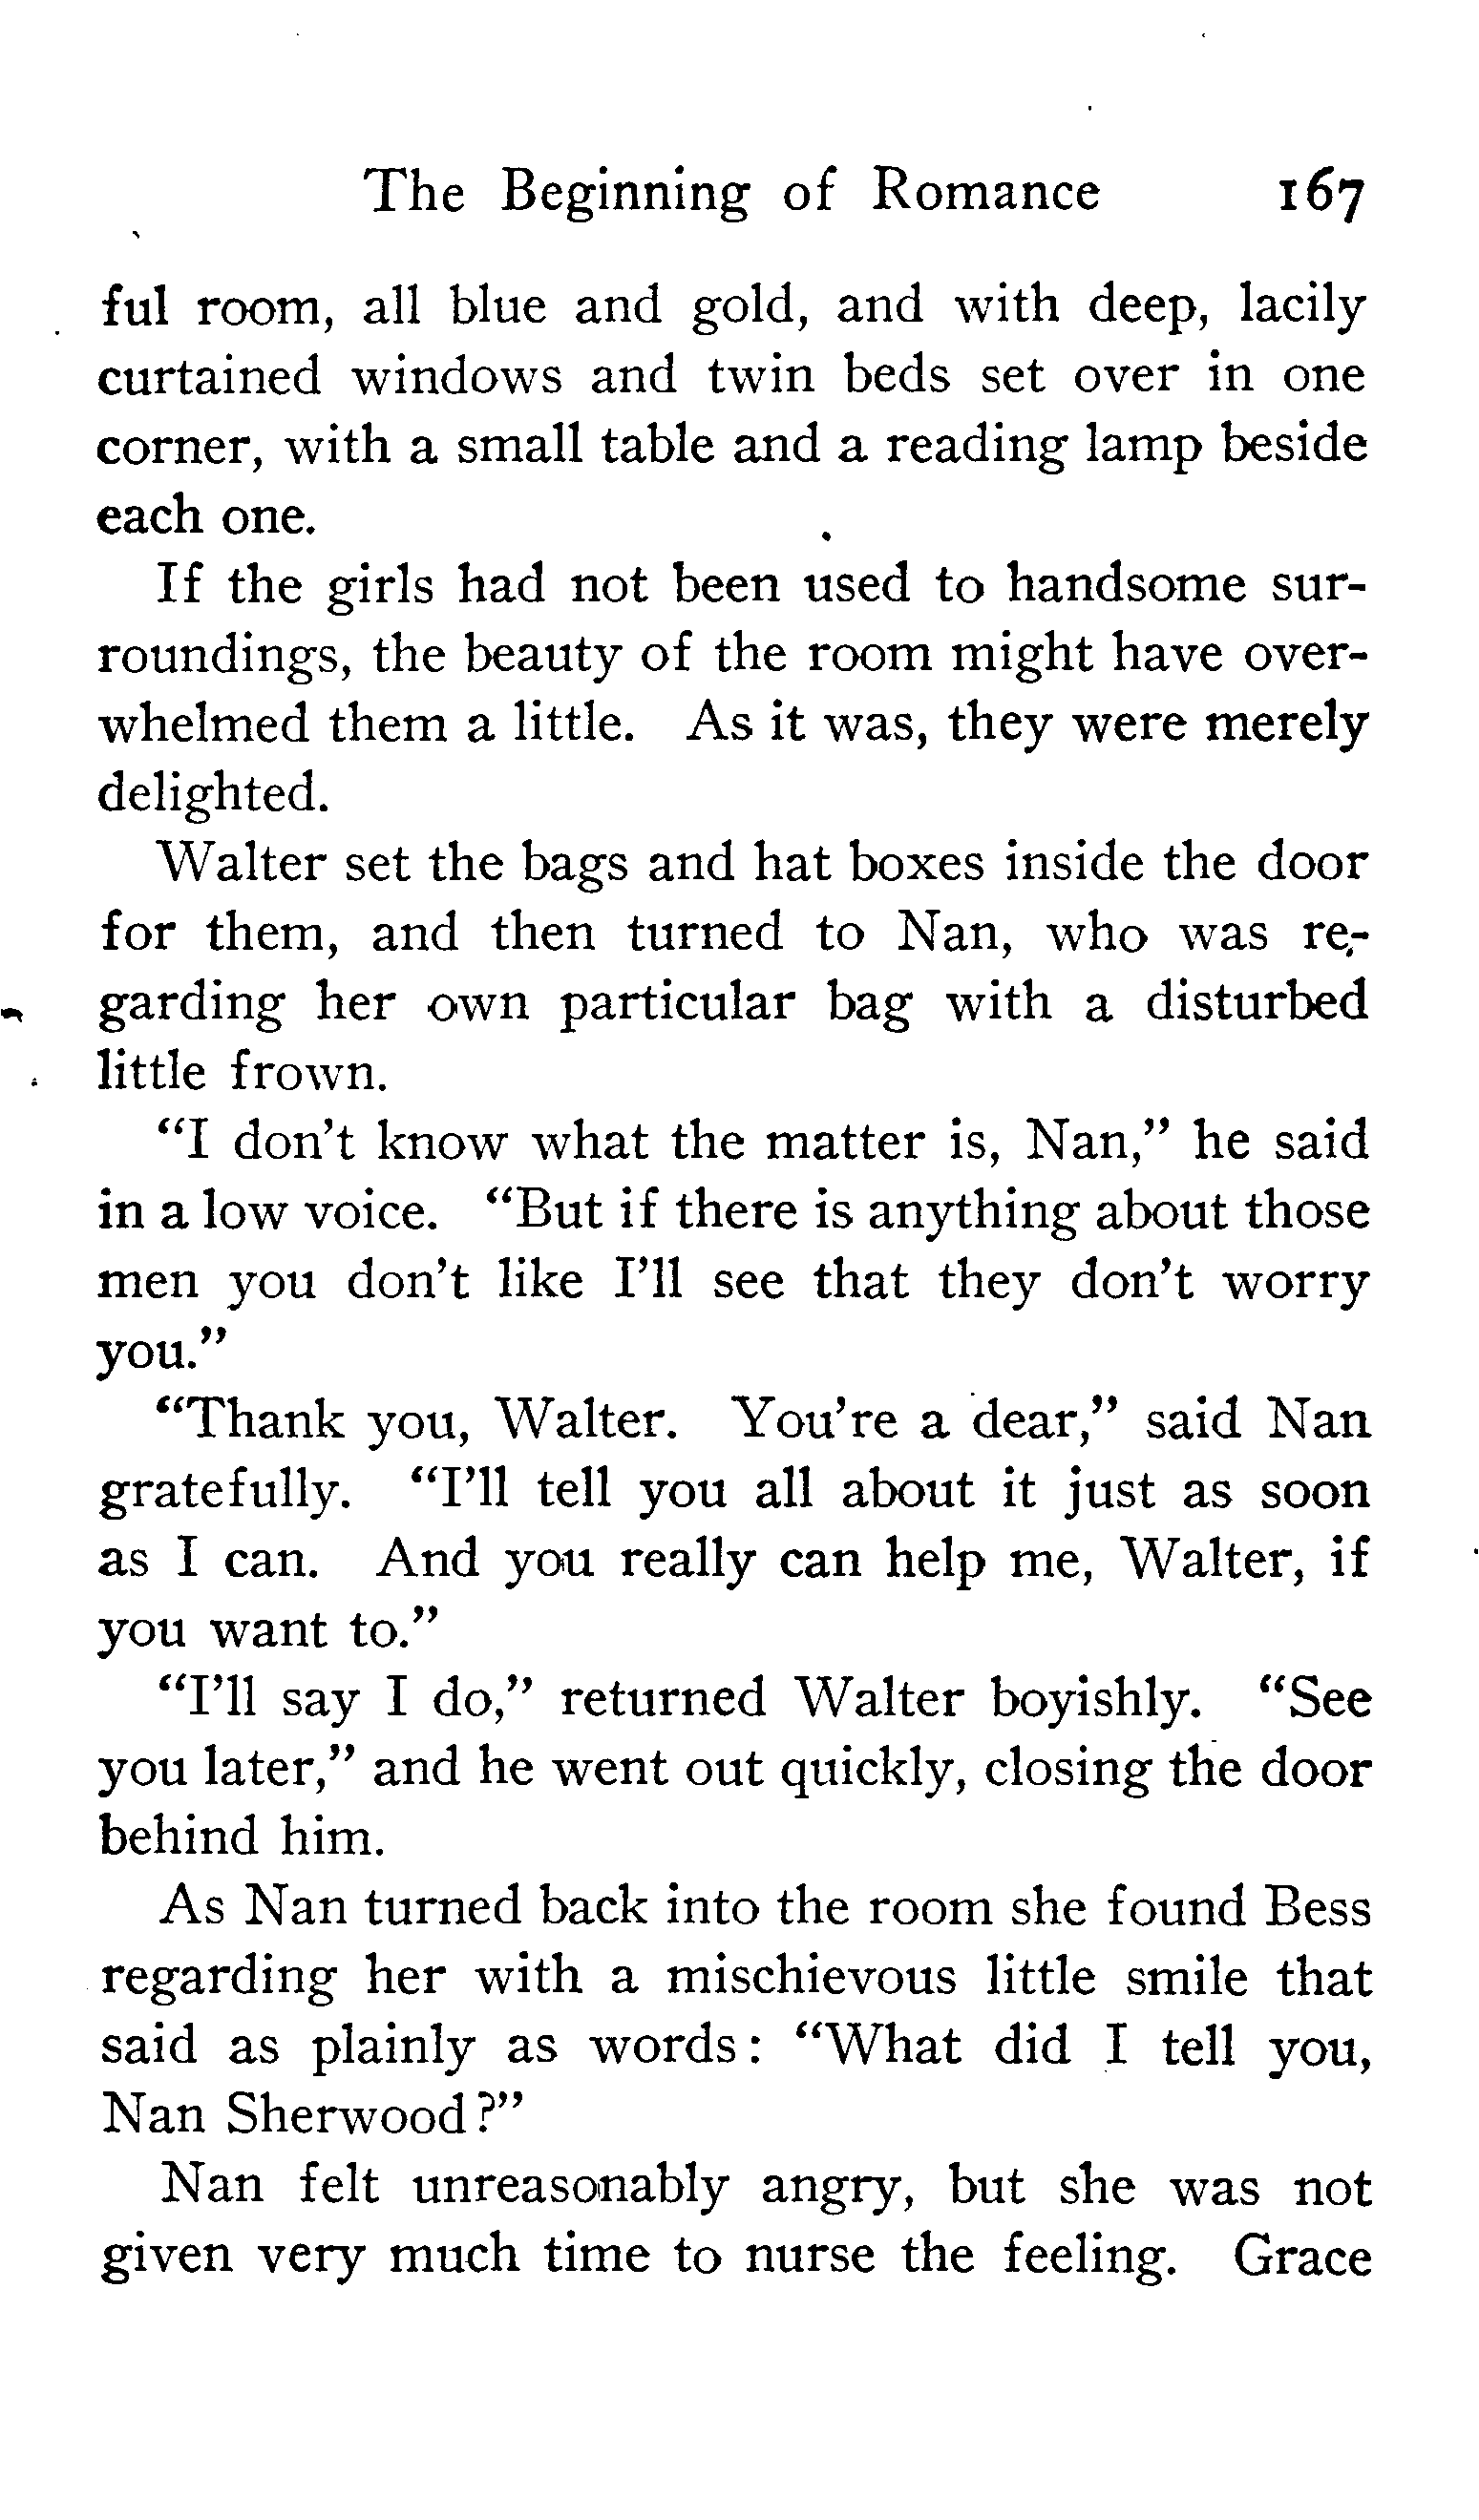 The Beginning of Romance 167
ful room, all blue and gold, and with deep, lacily
curtained windows and twin beds set over in one
corner, with a small table and a reading lamp beside
each one.
If the girls had not been used to handsome sur-
roundings, the beauty of the room might have over-
whelmed them a little. As it was, they were merely
delighted.
Walter set the bags and hat boxes inside the door
for them, and then turned to Nan, who was re-
garding her own particular bag with a disturbed
little frown.
"I don't know what the matter is, Nan," he said
in a low voice. "But if there is anything about those
men you don't like I'll see that they don't worry
you."
"Thank you, Walter. You're a dear," said Nan
gratefully. "I'll tell you all about it just as soon
as I can. And you really can help me, Walter, if
you want to."
"I'll say I do," returned Walter boyishly. "See
you later," and he went out quickly, closing the door
behind him.
As Nan turned back into the room she found Bess
regarding her with a mischievous little smile that
said as plainly as words: "What did I tell you,
Nan Sherwood?"
Nan felt unreasonably angry, but she was not
given very much time to nurse the feeling. Grace